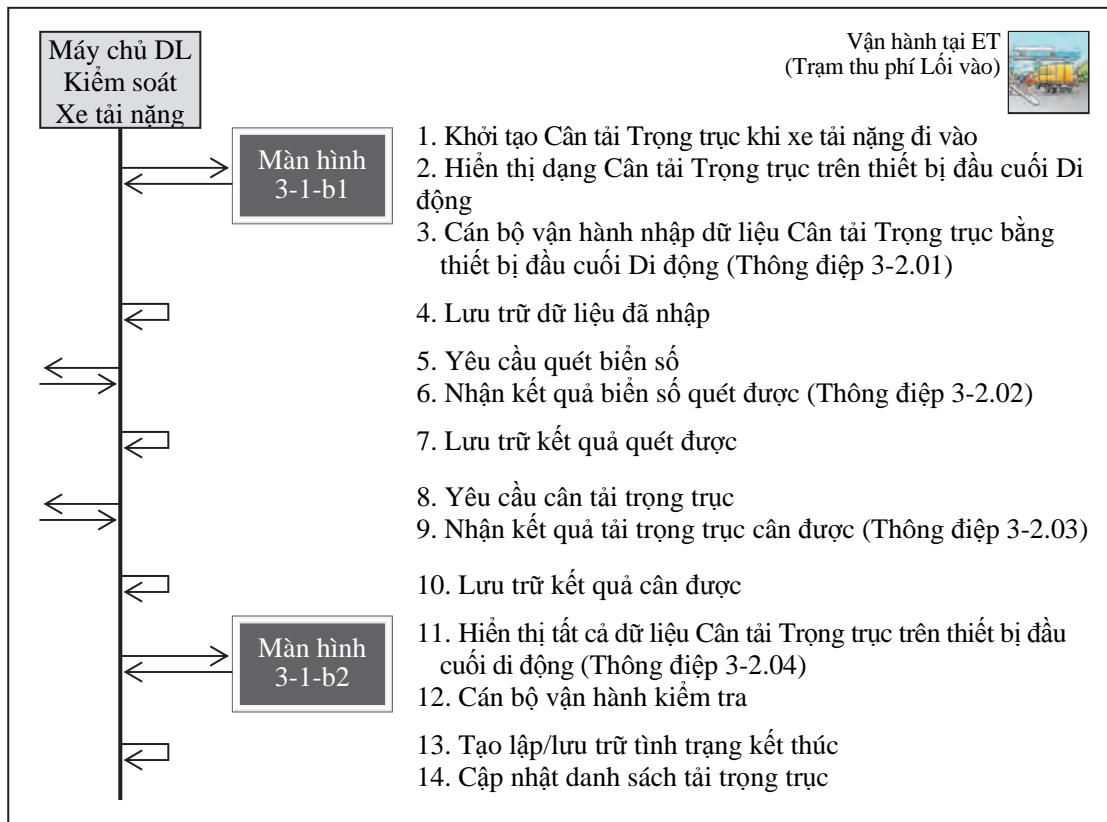 Máy chủ DL
Kiểm soát
Xe tải nặng
Vận hành tại ET
(Trạm thu phí Lối vào)
Màn hình
3-1-b1
1. Khởi tạo Cân tải Trọng trục khi xe tải nặng đi vào
2. Hiển thị dạng Cân tải Trọng trục trên thiết bị đầu cuối Di
động
3. Cán bộ vận hành nhập dữ liệu Cân tải Trọng trục bằng
thiết bị đầu cuối Di động (Thông điệp 3-2.01)
4. Lưu trữ dữ liệu đã nhập
5. Yêu cầu quét biển số
6. Nhận kết quả biển số quét được (Thông điệp 3-2.02)
7. Lưu trữ kết quả quét được
8. Yêu cầu cân tải trọng trục
9. Nhận kết quả tải trọng trục cân được (Thông điệp 3-2.03)
10. Lưu trữ kết quả cân được
Màn hình
3-1-b2
11. Hiển thị tất cả dữ liệu Cân tải Trọng trục trên thiết bị đầu
cuối di động (Thông điệp 3-2.04)
12. Cán bộ vận hành kiểm tra
13. Tạo lập/lưu trữ tình trạng kết thúc
14. Cập nhật danh sách tải trọng trục